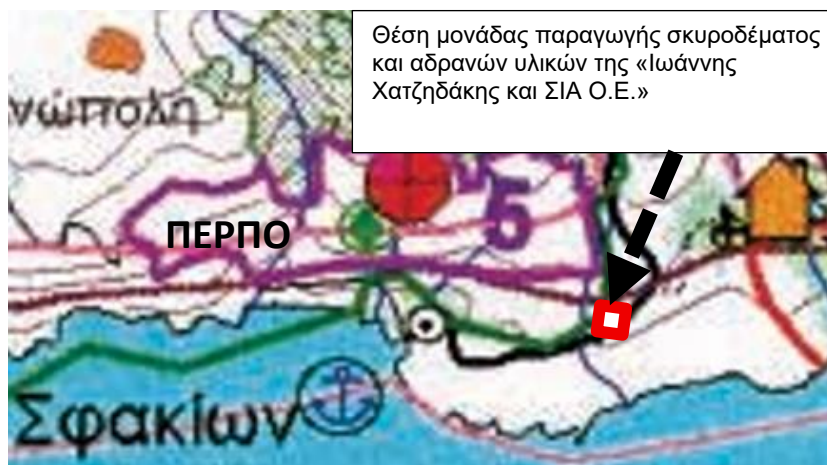 Θέση μονάδας παραγωγής σκυροδέματος
και αδρανών υλικών της «Ιωάννης
Χατζηδάκης και ΣΙΑ Ο.Ε.»
νώπολη
ΠΕΡΠΟ
5
Σφακίων